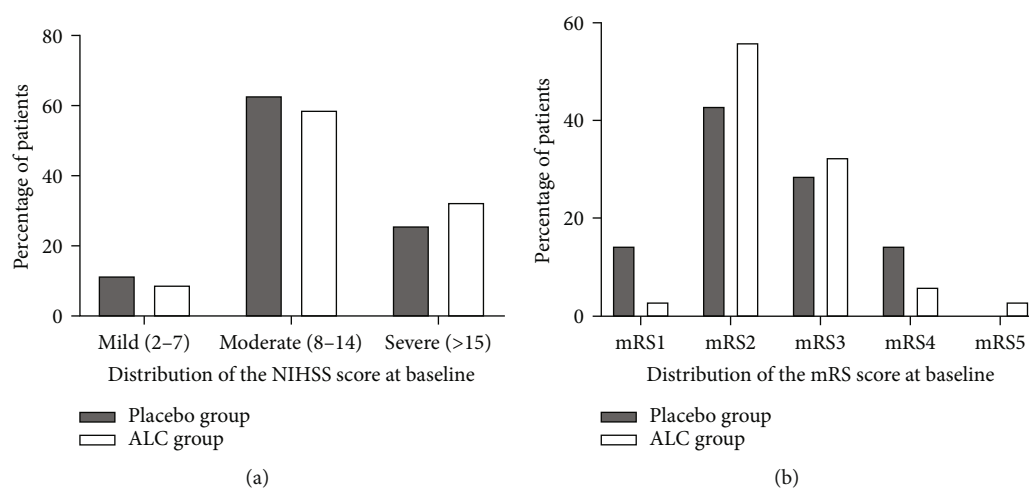 80
60
40
20
0
Percentage of patients
Mild (2–7) Moderate (8–14) Severe (>15)
Distribution of the NIHSS score at baseline
Placebo group
ALC group
(a)
60
40
20
0
Percentage of patients
mRS1 mRS2 mRS3 mRS4 mRS5
Distribution of the mRS score at baseline
Placebo group
ALC group
(b)